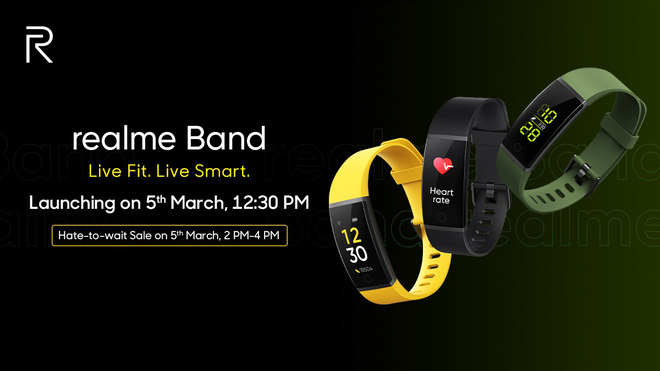 realme Band
Live Fit. Live Smart.
Launching on 5th March, 12:30 PM
Hate-to-wait Sale on 5th March, 2 PM-4 PM
12
30
Heart
rate